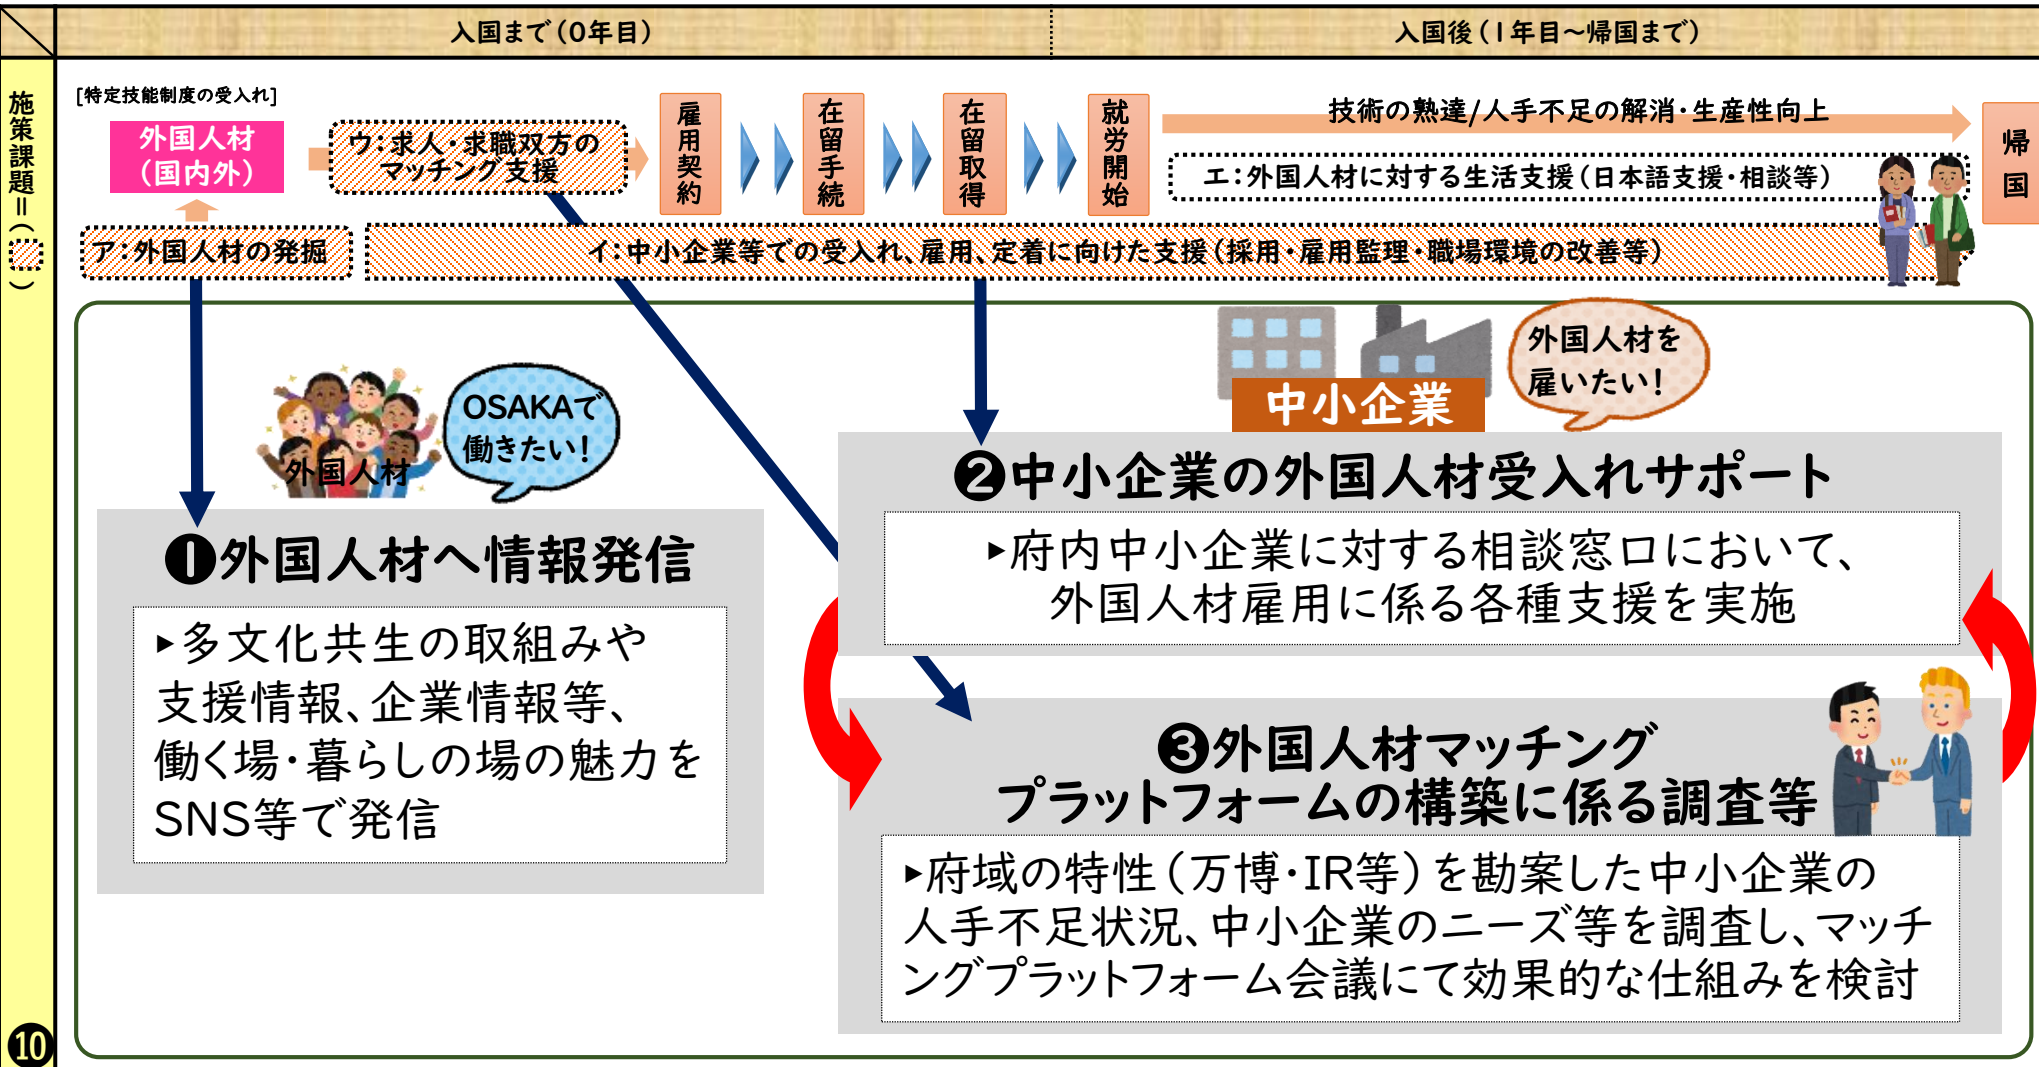 入国まで(0年目)
入国後(1年目～帰国まで)
施策課題=( )
[特定技能制度の受入れ]
外国人材
(国内外)
ウ:求人・求職双方の
マッチング支援
雇用契約
在留手続
在留取得
就労開始
技術の熟達/人手不足の解消・生産性向上
エ:外国人材に対する生活支援(日本語支援・相談等)
帰国
ア:外国人材の発掘
イ:中小企業等での受入れ、雇用、定着に向けた支援(採用・雇用監理・職場環境の改善等)
外国人材
OSAKAで
働きたい!
中小企業
外国人材を
雇いたい!
❶外国人材へ情報発信
▸多文化共生の取組みや
支援情報、企業情報等、
働く場・暮らしの場の魅力を
SNS等で発信
❷中小企業の外国人材受入れサポート
▸府内中小企業に対する相談窓口において、
外国人材雇用に係る各種支援を実施
❸外国人材マッチング
プラットフォームの構築に係る調査等
▸府域の特性(万博・IR等)を勘案した中小企業の
人手不足状況、中小企業のニーズ等を調査し、マッチ
ングプラットフォーム会議にて効果的な仕組みを検討
❿